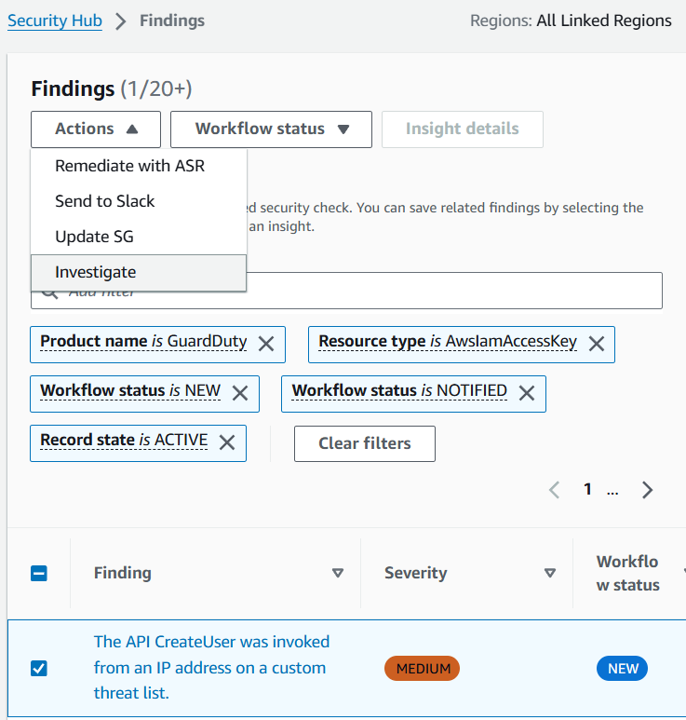 Security Hub > Findings Regions: All Linked Regions
Findings (1/20+)
Actions Workflow status Insight details
Remediate with ASR
Send to Slack
ed security check. You can save related findings by selecting the
an insight.
Update SG
Investigate
Add filter
Product name is GuardDuty Resource type is AwsIamAccessKey
Workflow status is NEW Workflow status is NOTIFIED
Record state is ACTIVE Clear filters
1 ...
Finding Severity Workflo
w status
The API CreateUser was invoked
from an IP address on a custom
threat list.
MEDIUM NEW